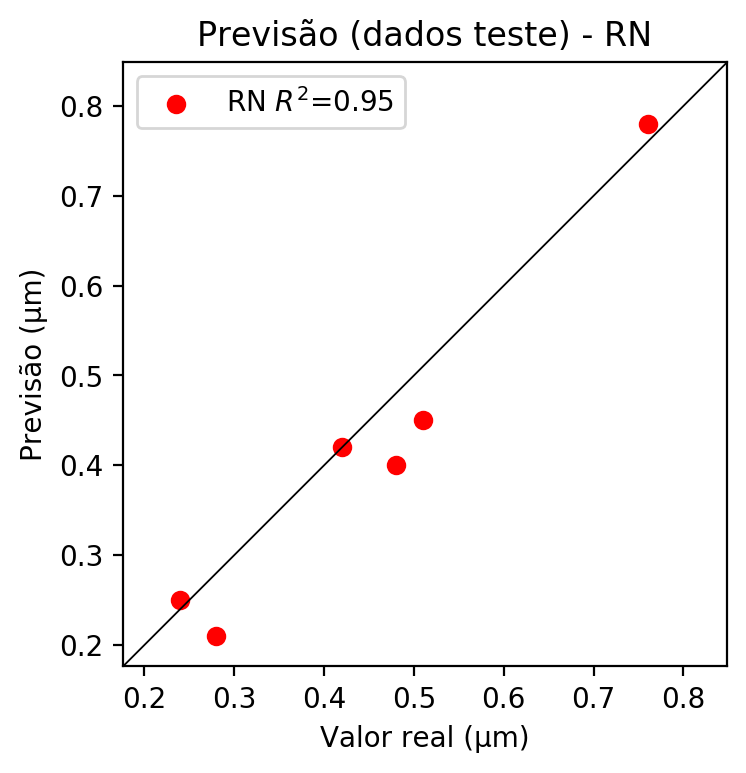 Previsão (dados teste) - RN
RN R²=0.95
Previsão (μm)
0.8
0.7
0.6
0.5
0.4
0.3
0.2
0.2 0.3 0.4 0.5 0.6 0.7 0.8
Valor real (μm)